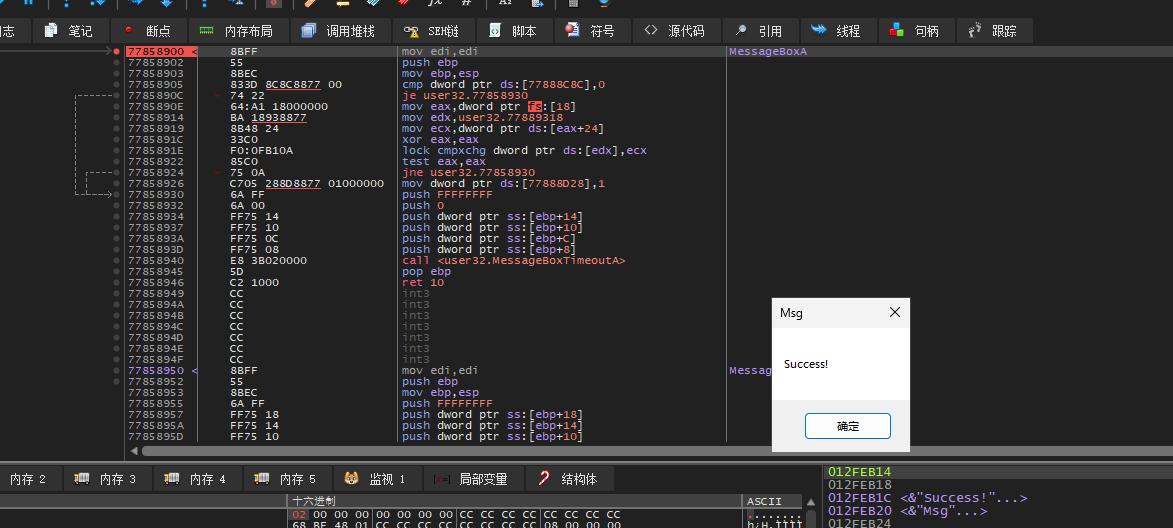 志 笔记 断点 内存布局 调用堆栈 SEH链 脚本 符号 源代码 引用 线程 句柄 跟踪
77858900 < 8BFF mov edi,edi MessageBoxA
77858902 55 push ebp
77858903 8BEC mov ebp,esp
77858905 833D 8C8C8877 00 cmp dword ptr ds:[77888C8C],0
7785890C 74 22 je user32.77858930
7785890E 64:A1 18000000 mov eax,dword ptr fs:[18]
77858914 BA 18938877 mov edx,user32.77889318
77858919 8B48 24 mov ecx,dword ptr ds:[eax+24]
7785891C 33C0 xor eax,eax
7785891E F0:0FB10A lock cmpxchg dword ptr ds:[edx],ecx
77858922 85C0 test eax,eax
77858924 75 0A jne user32.77858930
77858926 C705 288D8877 01000000 mov dword ptr ds:[77888D28],1
77858930 6A FF push FFFFFFFF
77858932 6A 00 push 0
77858934 FF75 14 push dword ptr ss:[ebp+14]
77858937 FF75 10 push dword ptr ss:[ebp+10]
7785893A FF75 0C push dword ptr ss:[ebp+C]
7785893D FF75 08 push dword ptr ss:[ebp+8]
77858940 E8 3B020000 call <user32.MessageBoxTimeoutA>
77858945 5D pop ebp
77858946 C2 1000 ret 10
77858949 CC int3
7785894A CC int3
7785894B CC int3
7785894C CC int3
7785894D CC int3
7785894E CC int3
7785894F CC int3
77858950 < 8BFF mov edi,edi Messag
77858952 55 push ebp
77858953 8BEC mov ebp,esp
77858955 6A FF push FFFFFFFF
77858957 FF75 18 push dword ptr ss:[ebp+18]
7785895A FF75 14 push dword ptr ss:[ebp+14]
7785895D FF75 10 push dword ptr ss:[ebp+10]
Msg
Success!
确定
内存 2 内存 3 内存 4 内存 5 监视 1 局部变量 结构体
十六进制 ASCII
02 00 00 00 00 00 00 00 CC CC CC CC CC CC CC CC
68 BE 48 01 CC CC CC CC CC CC CC CC 08 00 00 00
012FEB14
012FEB18
012FEB1C <&"Success!"...>
012FEB20 <&"Msg"...>
012FEB24